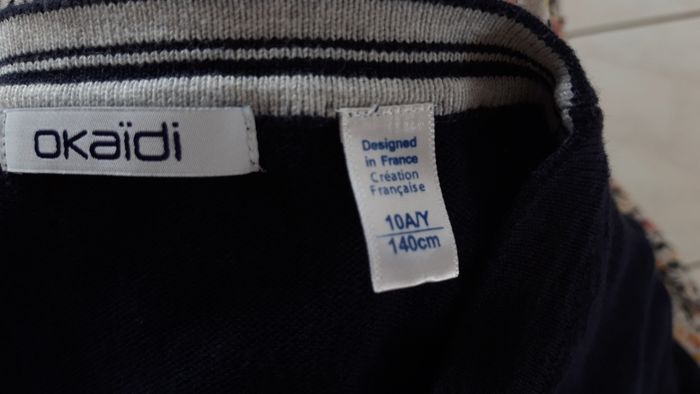 OKAÏDI
Designed
in France
Création
Française
10A/Y
140cm